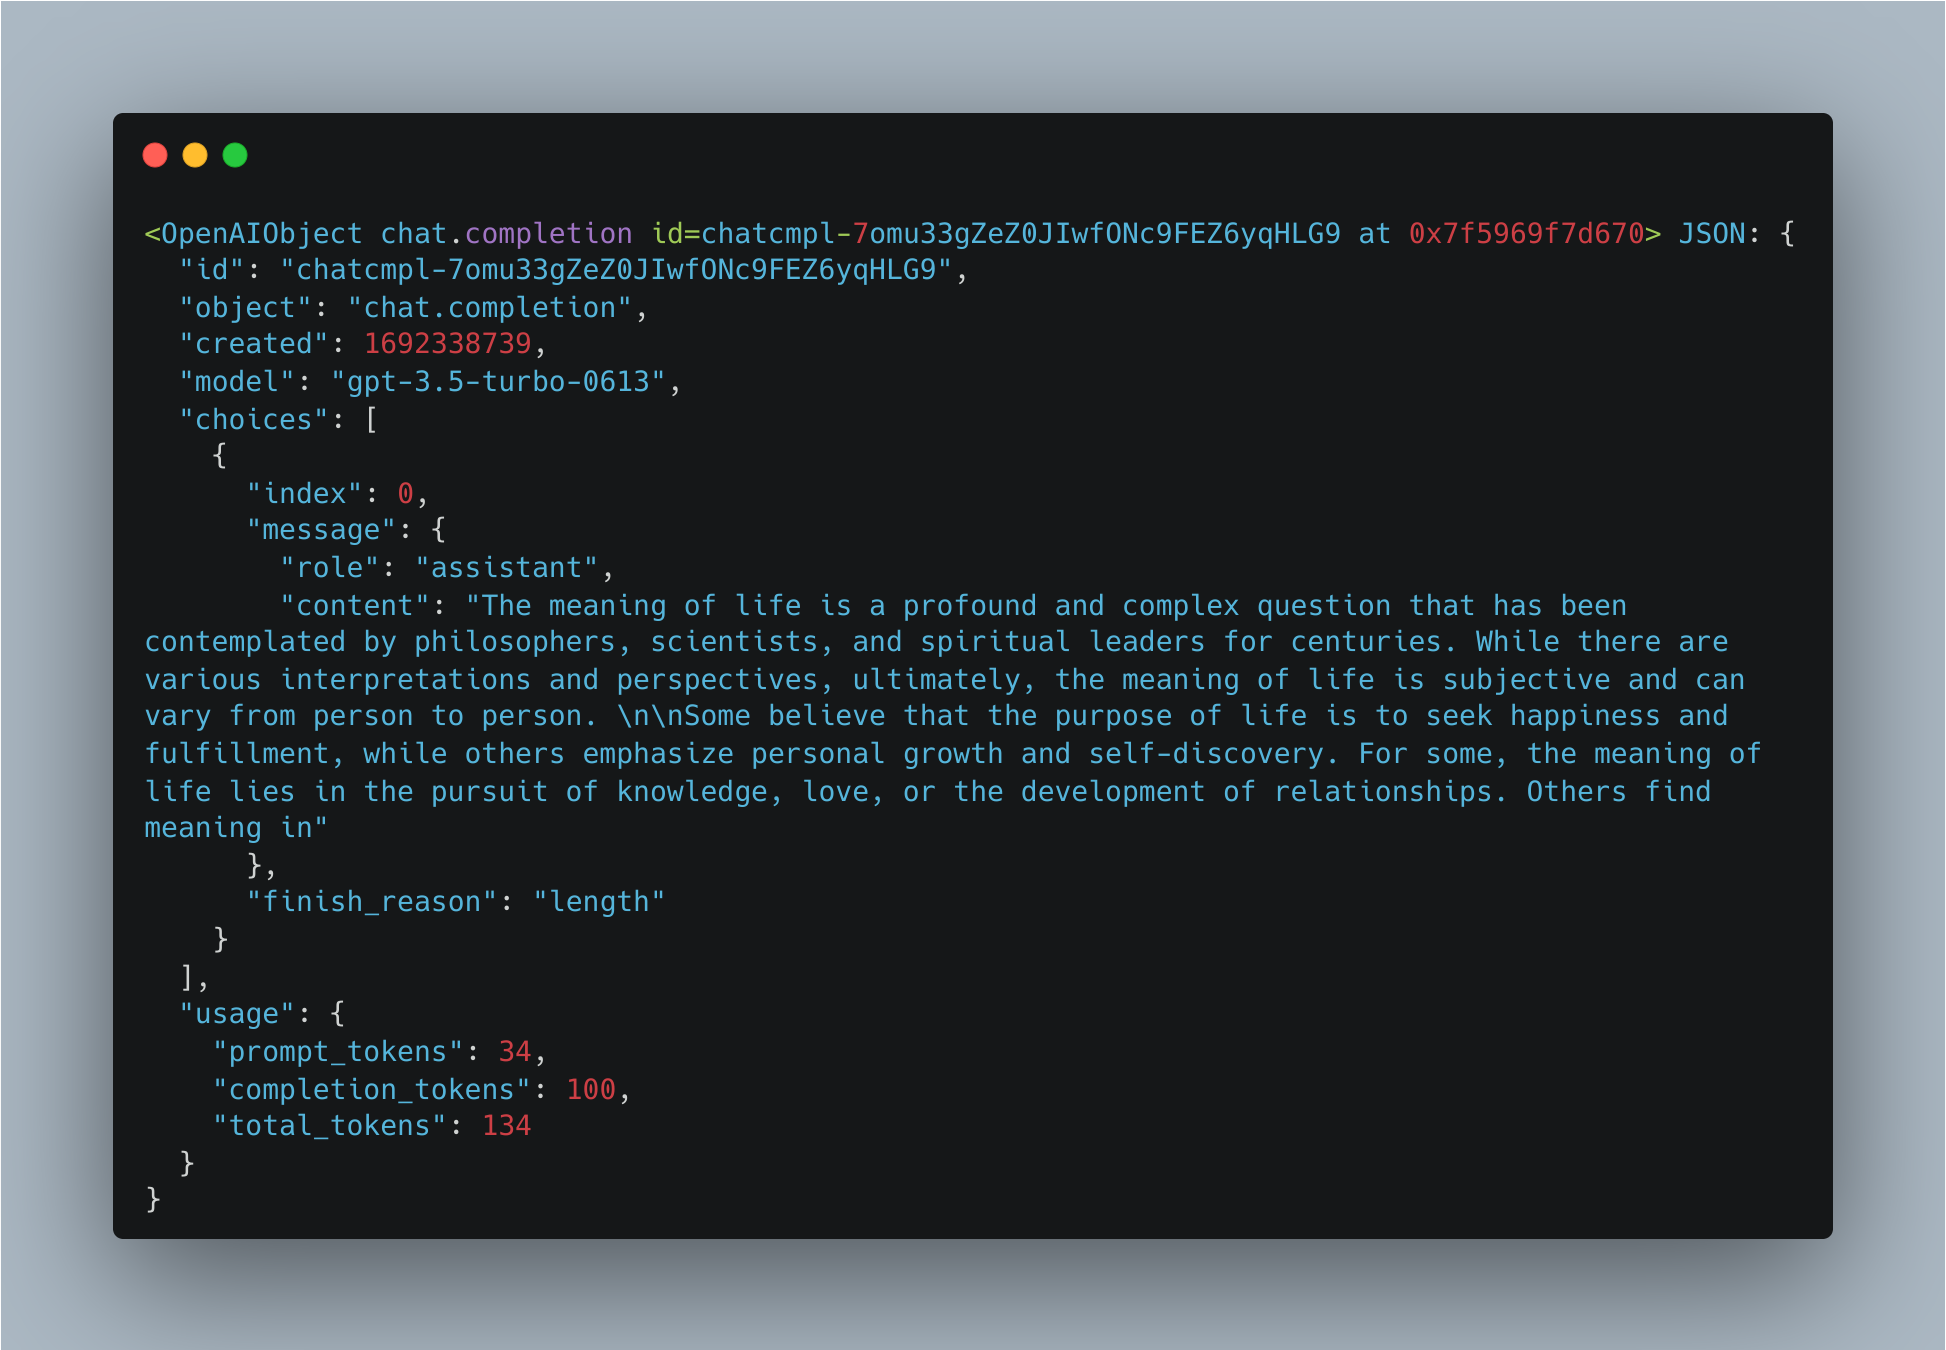 <OpenAIObject chat.completion id=chatcmpl-7omu33gZeZ0JIwfONc9FEZ6yqHLG9 at 0x7f5969f7d670> JSON: {
  "id": "chatcmpl-7omu33gZeZ0JIwfONc9FEZ6yqHLG9",
  "object": "chat.completion",
  "created": 1692338739,
  "model": "gpt-3.5-turbo-0613",
  "choices": [
    {
      "index": 0,
      "message": {
        "role": "assistant",
        "content": "The meaning of life is a profound and complex question that has been
contemplated by philosophers, scientists, and spiritual leaders for centuries. While there are
various interpretations and perspectives, ultimately, the meaning of life is subjective and can
vary from person to person. \n\nSome believe that the purpose of life is to seek happiness and
fulfillment, while others emphasize personal growth and self-discovery. For some, the meaning of
life lies in the pursuit of knowledge, love, or the development of relationships. Others find
meaning in"
      },
      "finish_reason": "length"
    }
  ],
  "usage": {
    "prompt_tokens": 34,
    "completion_tokens": 100,
    "total_tokens": 134
  }
}